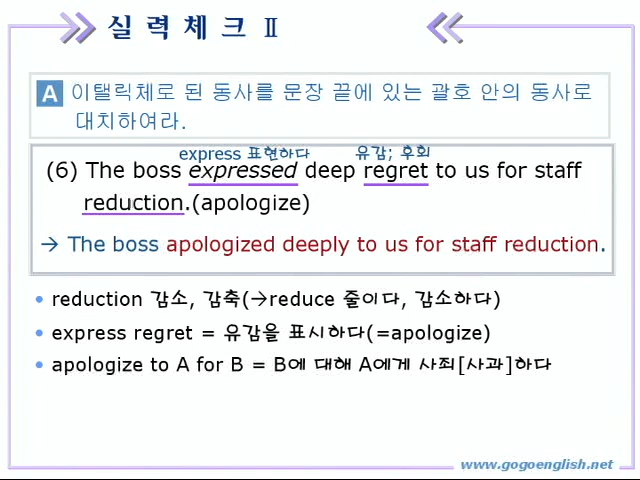 실 력 체 크 Ⅱ
A 이탤릭체로 된 동사를 문장 끝에 있는 괄호 안의 동사로
대치하여라.
express 표현하다 유감; 후회
(6) The boss expressed deep regret to us for staff
reduction.(apologize)
→ The boss apologized deeply to us for staff reduction.
• reduction 감소, 감축(→reduce 줄이다, 감소하다)
• express regret = 유감을 표시하다(=apologize)
• apologize to A for B = B에 대해 A에게 사죄[사과]하다
www.gogoenglish.net